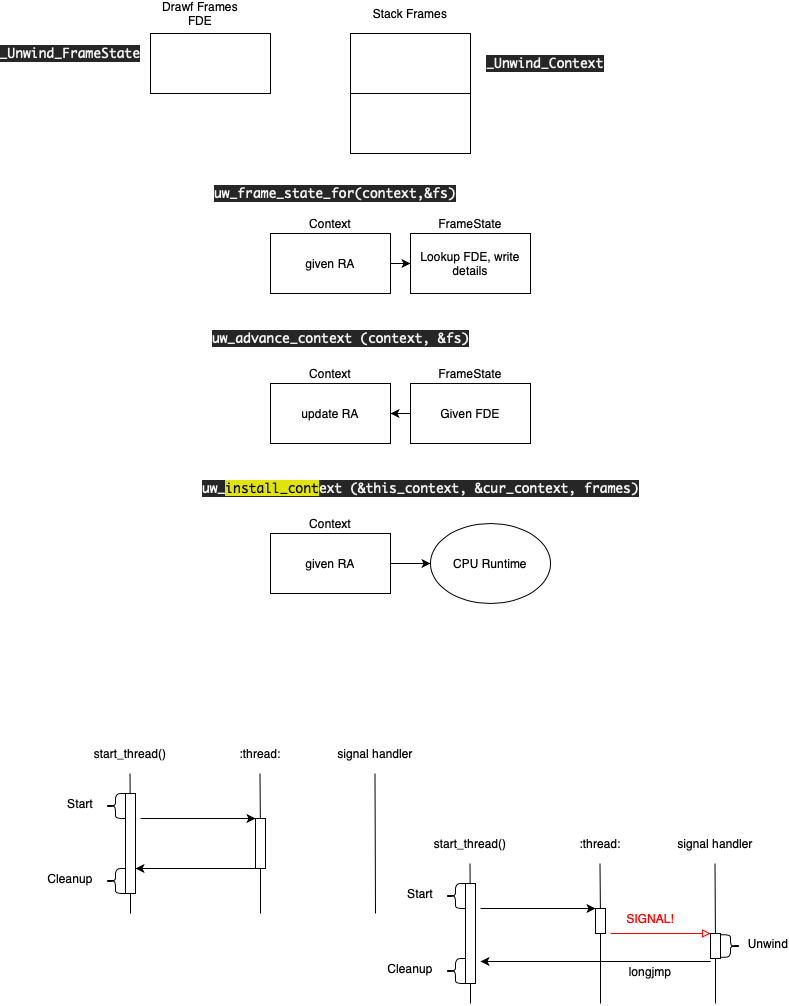 Drawf Frames
FDE
Stack Frames
_Unwind_FrameState
_Unwind_Context
uw_frame_state_for(context,&fs)
Context
FrameState
given RA
Lookup FDE, write
details
uw_advance_context (context, &fs)
Context
FrameState
update RA
Given FDE
uw_install_context (&this_context, &cur_context, frames)
Context
given RA
CPU Runtime
start_thread()
:thread:
signal handler
Start
Cleanup
start_thread()
:thread:
signal handler
Start
SIGNAL!
Unwind
Cleanup
longjmp